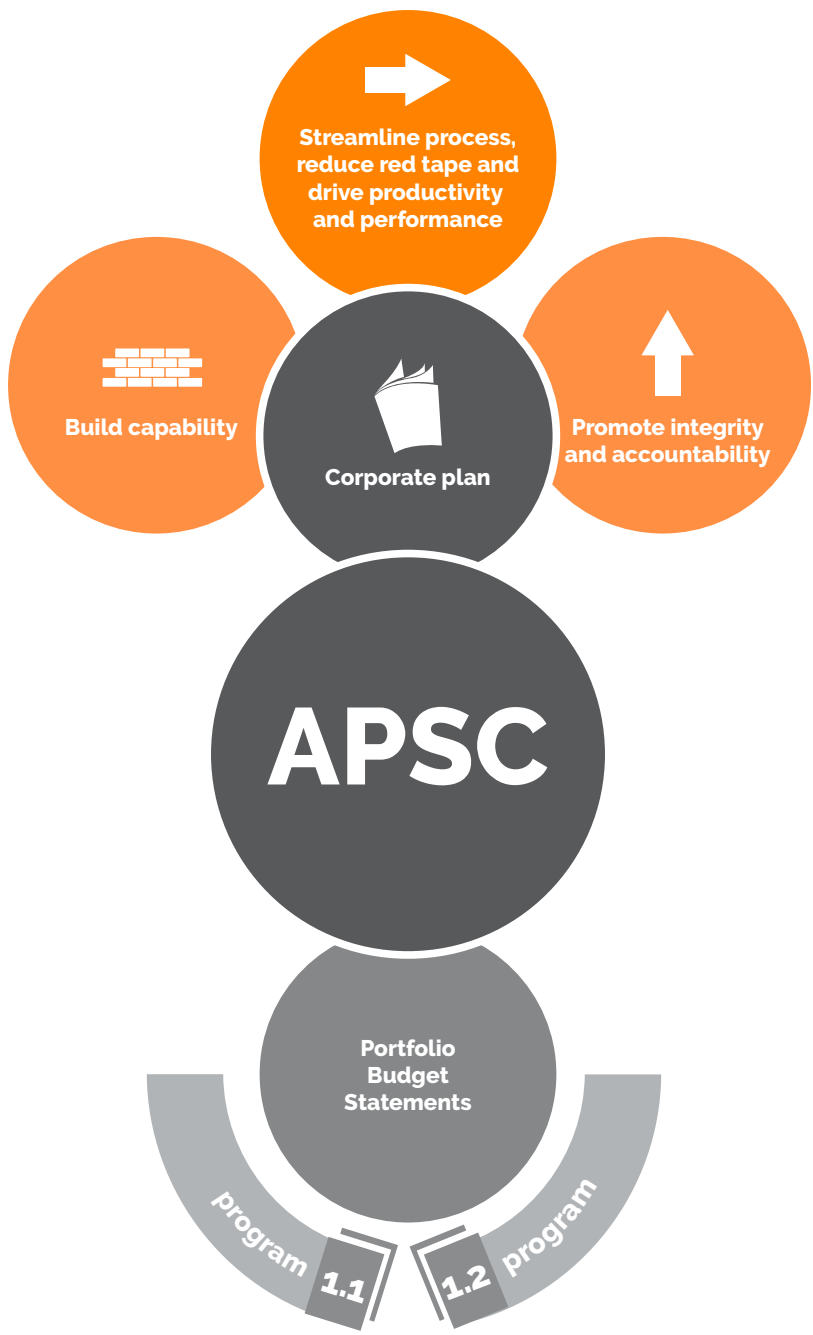 Streamline process,
reduce red tape and
drive productivity
and performance
Build capability
Promote integrity
and accountability
Corporate plan
APSC
Portfolio
Budget
Statements
program 1.1
1.2 program